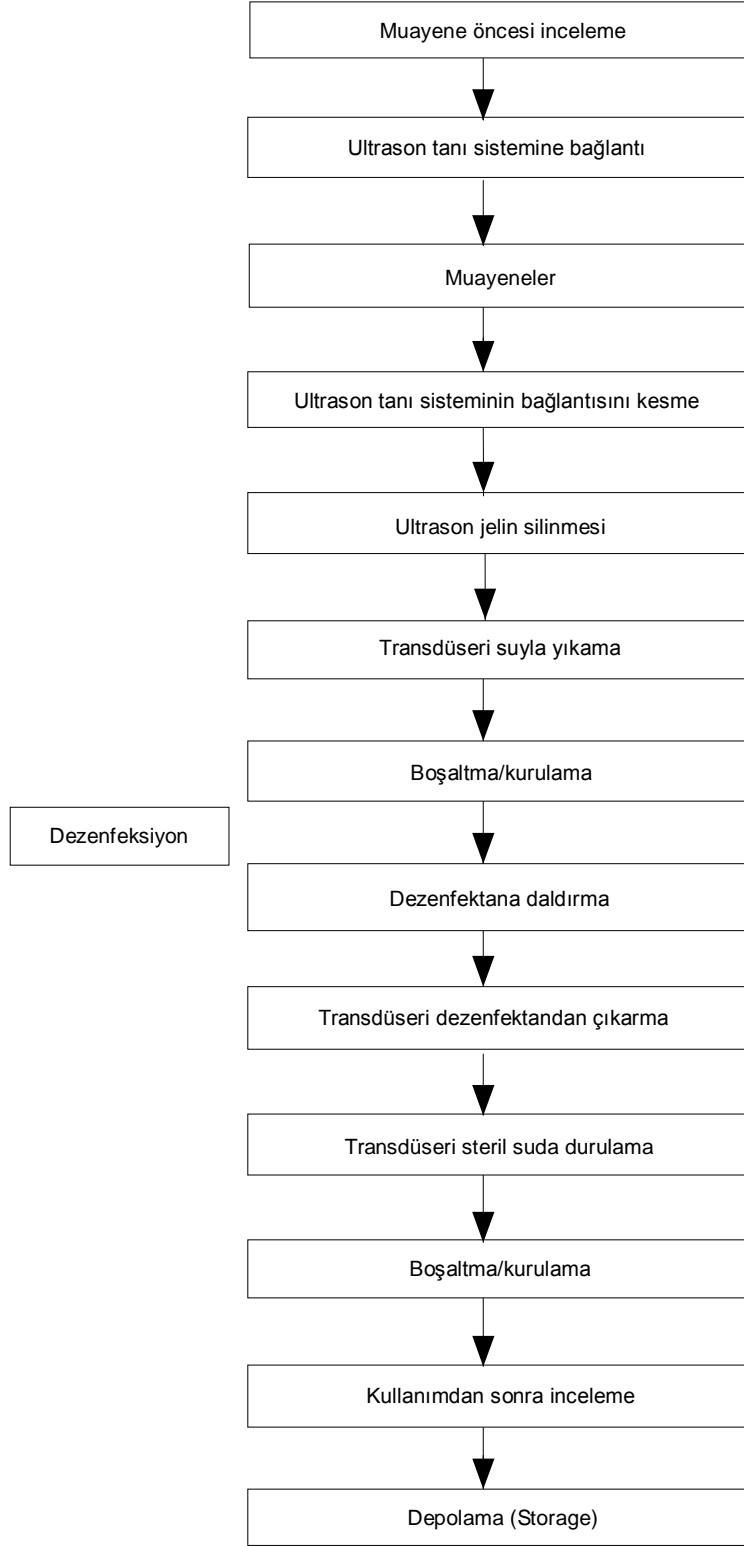 Muayene öncesi inceleme
Ultrason tanı sistemine bağlantı
Muayeneler
Ultrason tanı sisteminin bağlantısını kesme
Ultrason jelin silinmesi
Transdüseri suyla yıkama
Boşaltma/kurulama
Dezenfeksiyon
Dezenfektana daldırma
Transdüseri dezenfektandan çıkarma
Transdüseri steril suda durulama
Boşaltma/kurulama
Kullanımdan sonra inceleme
Depolama (Storage)